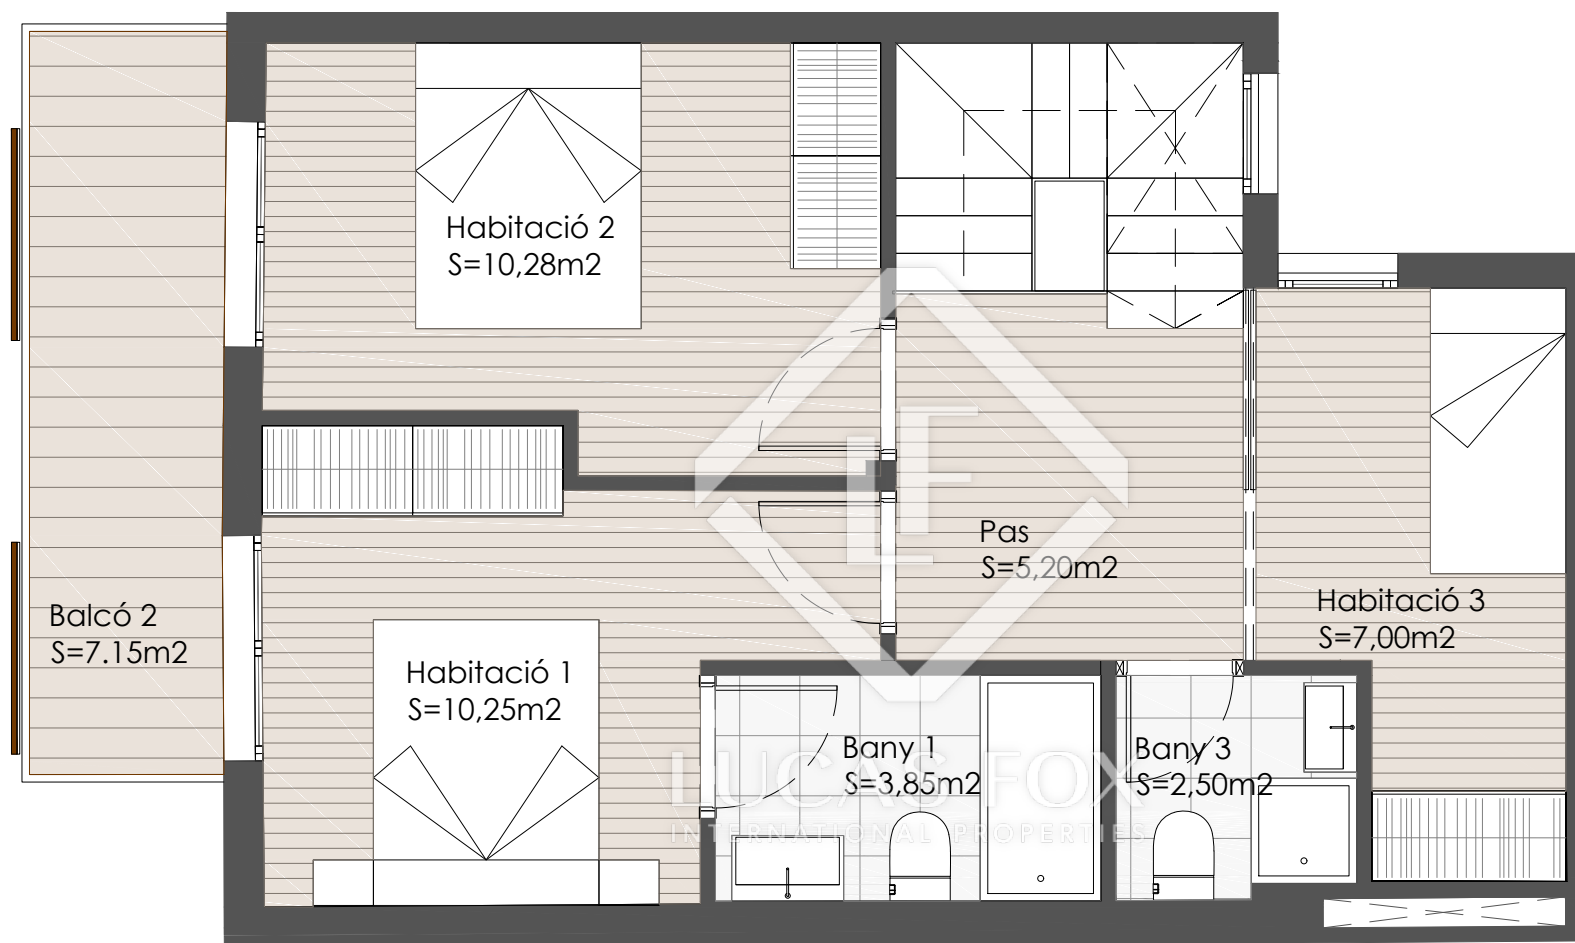 Habitació 2
S=10,28m2
Pas
S=5,20m2
Habitació 3
S=7,00m2
Balcó 2
S=7.15m2
Habitació 1
S=10,25m2
Bany 1
S=3,85m2
Bany 3
S=2,50m2
LF
LUCAS FOX
INTERNATIONAL PROPERTIES